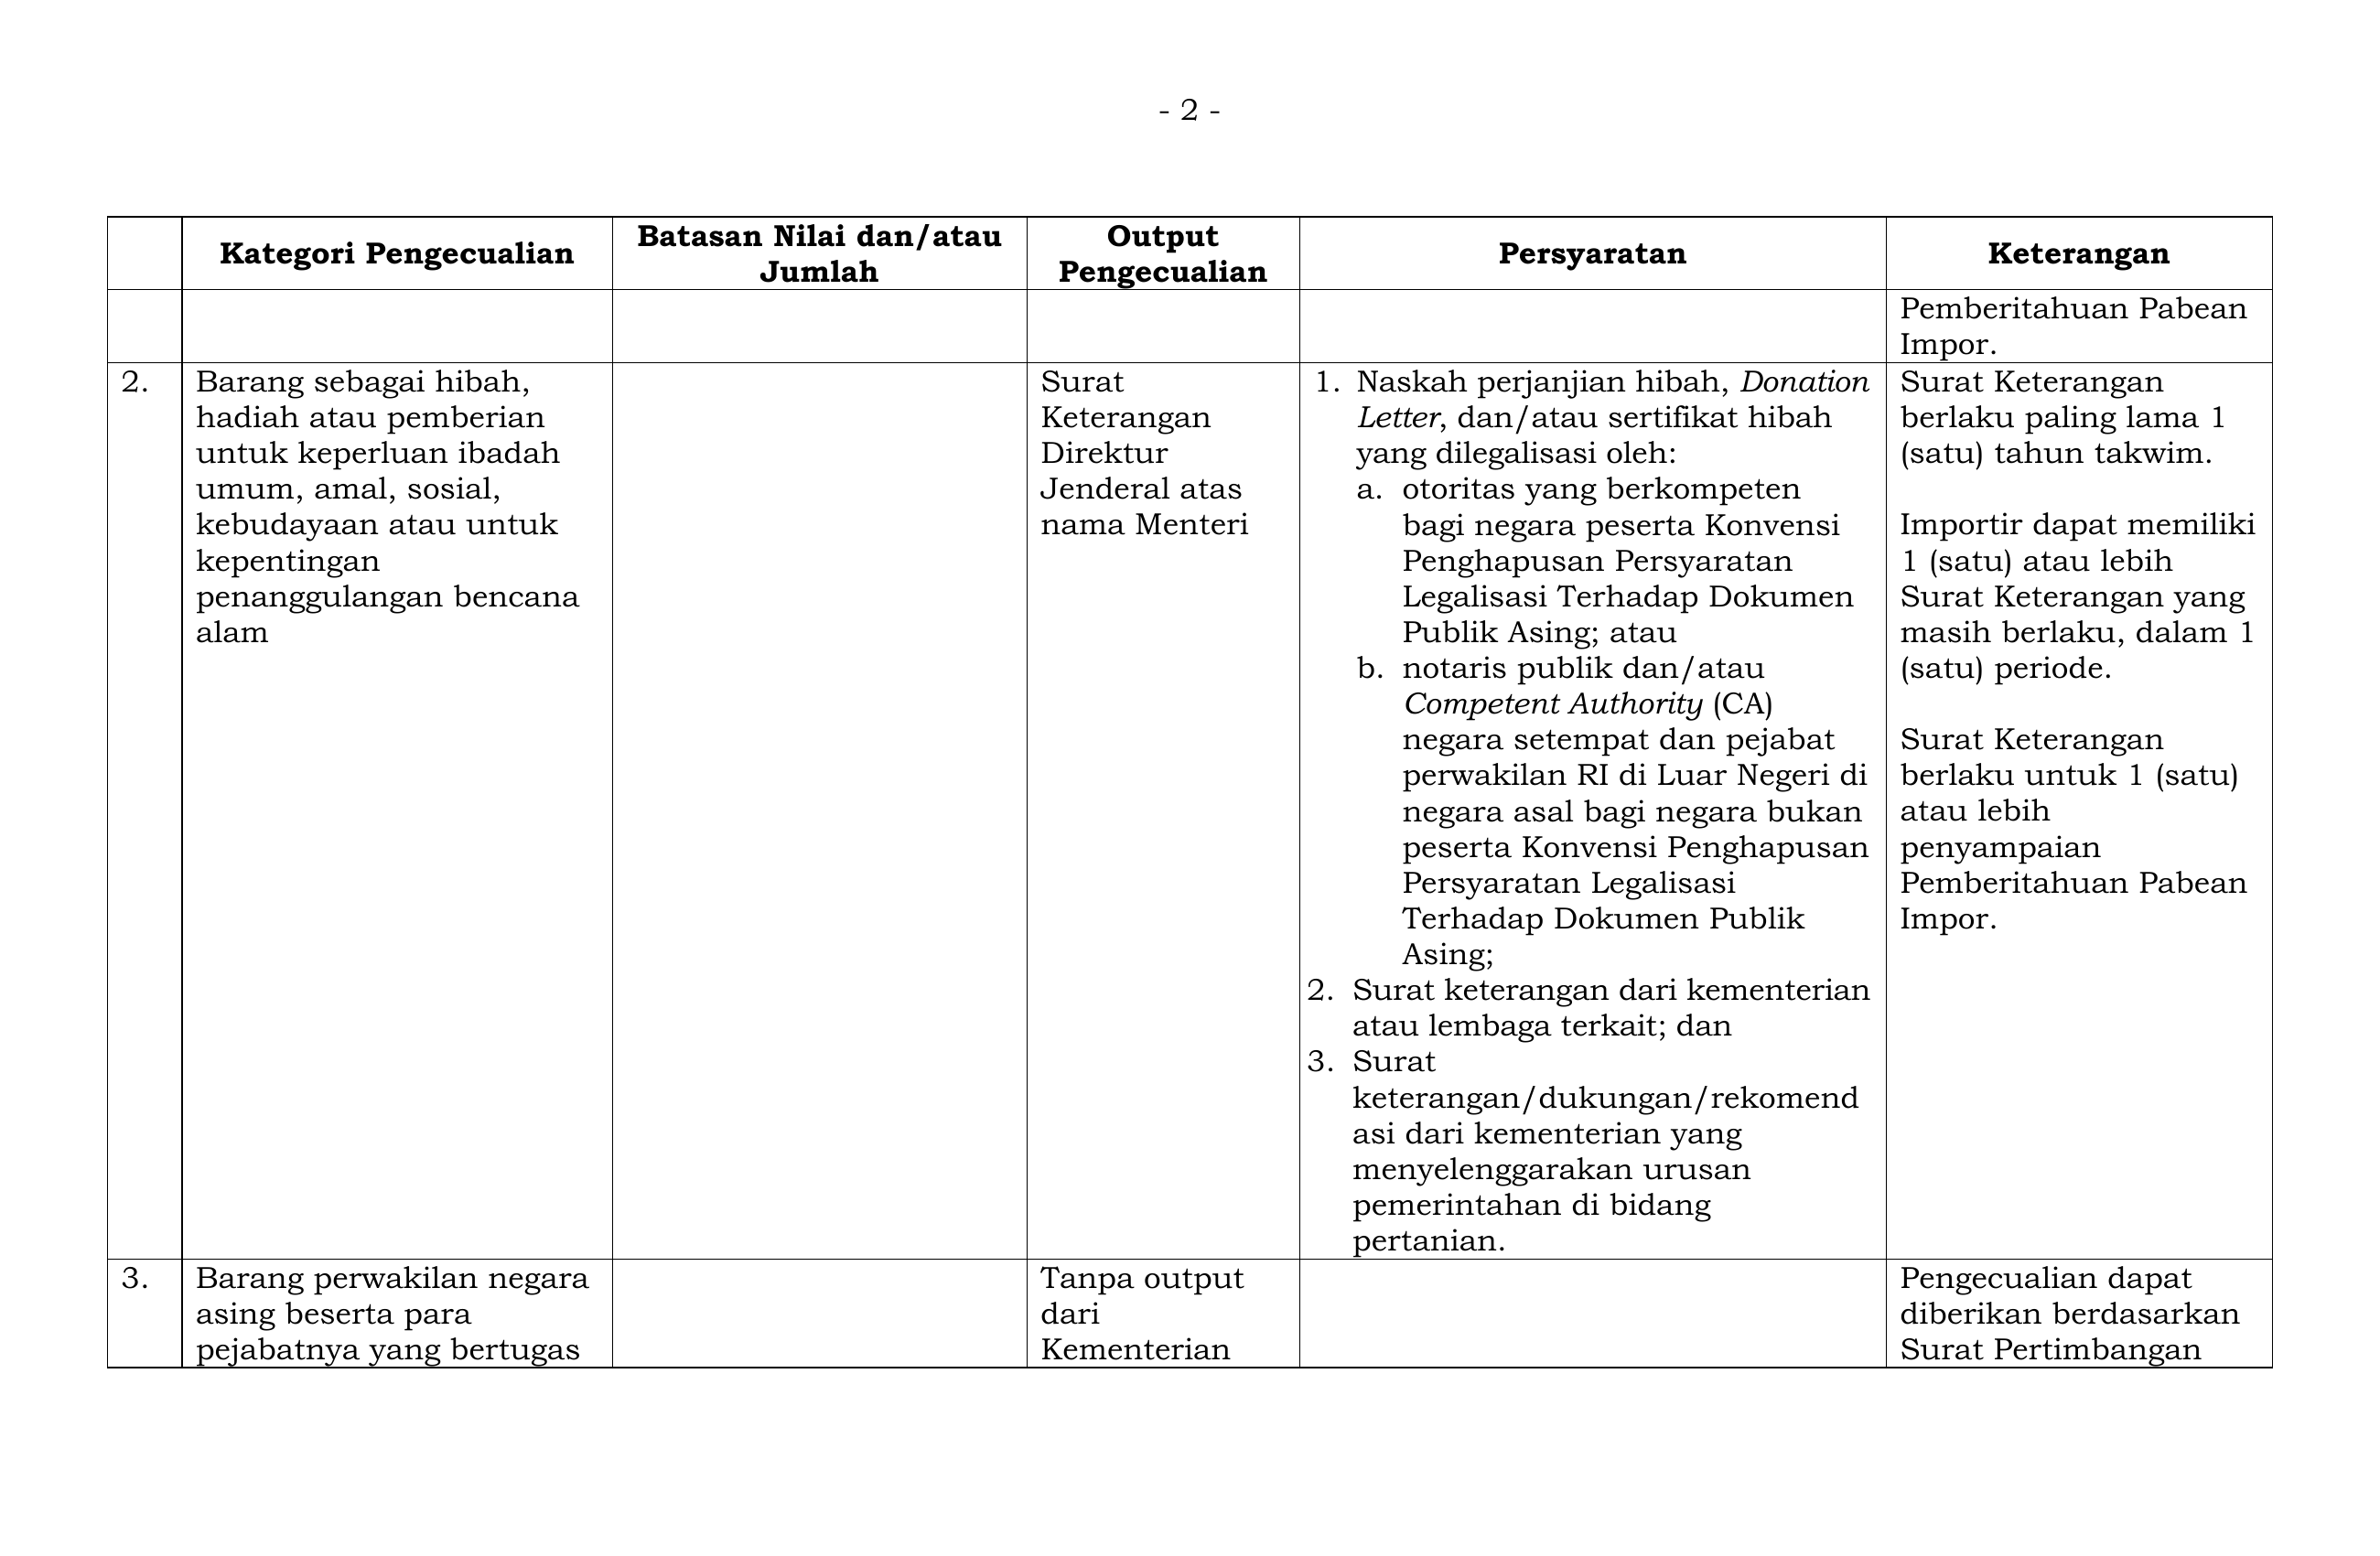 - 2 -
Kategori Pengecualian
Batasan Nilai dan/atau
Jumlah
Output
Pengecualian
Persyaratan
Keterangan
Pemberitahuan Pabean
Impor.
2.
Barang sebagai hibah,
hadiah atau pemberian
untuk keperluan ibadah
umum, amal, sosial,
kebudayaan atau untuk
kepentingan
penanggulangan bencana
alam
Surat
Keterangan
Direktur
Jenderal atas
nama Menteri
1. Naskah perjanjian hibah, Donation
Letter, dan/atau sertifikat hibah
yang dilegalisasi oleh:
a. otoritas yang berkompeten
bagi negara peserta Konvensi
Penghapusan Persyaratan
Legalisasi Terhadap Dokumen
Publik Asing; atau
b. notaris publik dan/atau
Competent Authority (CA)
negara setempat dan pejabat
perwakilan RI di Luar Negeri di
negara asal bagi negara bukan
peserta Konvensi Penghapusan
Persyaratan Legalisasi
Terhadap Dokumen Publik
Asing;
2. Surat keterangan dari kementerian
atau lembaga terkait; dan
3. Surat
keterangan/dukungan/rekomend
asi dari kementerian yang
menyelenggarakan urusan
pemerintahan di bidang
pertanian.
Surat Keterangan
berlaku paling lama 1
(satu) tahun takwim.
Importir dapat memiliki
1 (satu) atau lebih
Surat Keterangan yang
masih berlaku, dalam 1
(satu) periode.
Surat Keterangan
berlaku untuk 1 (satu)
atau lebih
penyampaian
Pemberitahuan Pabean
Impor.
3.
Barang perwakilan negara
asing beserta para
pejabatnya yang bertugas
Tanpa output
dari
Kementerian
Pengecualian dapat
diberikan berdasarkan
Surat Pertimbangan